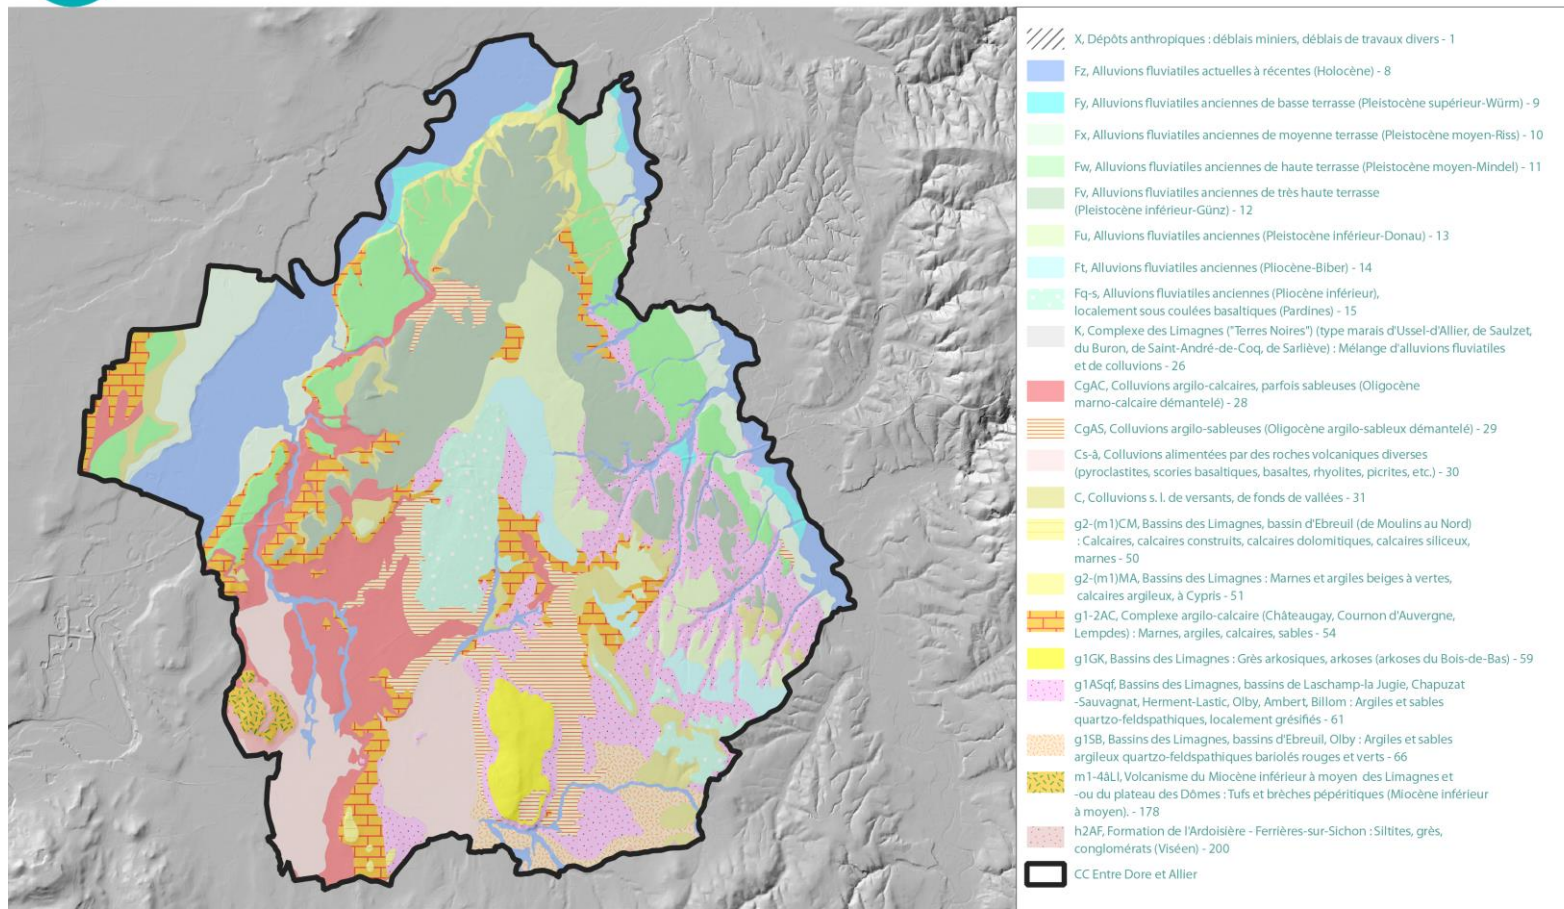 X, Dépôts anthropiques : déblais miniers, déblais de travaux divers - 1
Fz, Alluvions fluviatiles actuelles à récentes (Holocène) - 8
Fy, Alluvions fluviatiles anciennes de basse terrasse (Pleistocène supérieur-Würm) - 9
Fx, Alluvions fluviatiles anciennes de moyenne terrasse (Pleistocène moyen-Riss) - 10
Fw, Alluvions fluviatiles anciennes de haute terrasse (Pleistocène moyen-Mindel) - 11
Fv, Alluvions fluviatiles anciennes de très haute terrasse
(Pleistocène inférieur-Günz) - 12
Fu, Alluvions fluviatiles anciennes (Pleistocène inférieur-Donau) - 13
Ft, Alluvions fluviatiles anciennes (Pliocène-Biber) - 14
Fq-s, Alluvions fluviatiles anciennes (Pliocène inférieur),
localement sous coulées basaltiques (Pardines) - 15
K, Complexe des Limagnes ("Terres Noires") (type marais d'Ussel-d'Allier, de Saulzet,
du Buron, de Saint-André-de-Coq, de Sarliève) : Mélange d'alluvions fluviatiles
et de colluvions - 26
CgAC, Colluvions argilo-calcaires, parfois sableuses (Oligocène
marno-calcaire démantelé) - 28
CgAS, Colluvions argilo-sableuses (Oligocène argilo-sableux démantelé) - 29
Cs-â, Colluvions alimentées par des roches volcaniques diverses
(pyroclastites, scories basaltiques, basaltes, rhyolites, picrites, etc.) - 30
C, Colluvions s. l. de versants, de fonds de vallées - 31
g2-(m1)CM, Bassins des Limagnes, bassin d'Ebreuil (de Moulins au Nord)
: Calcaires, calcaires construits, calcaires dolomitiques, calcaires siliceux,
marnes - 50
g2-(m1)MA, Bassins des Limagnes : Marnes et argiles beiges à vertes,
calcaires argileux, à Cypris - 51
g1-2AC, Complexe argilo-calcaire (Châteaugay, Cournon d'Auvergne,
Lempdes) : Marnes, argiles, calcaires, sables - 54
g1GK, Bassins des Limagnes : Grès arkosiques, arkoses (arkoses du Bois-de-Bas) - 59
g1ASqf, Bassins des Limagnes, bassins de Laschamp-la Jugie, Chapuzat
-Sauvagnat, Herment-Lastic, Olby, Ambert, Billom : Argiles et sables
quartzo-feldspathiques, localement grésifiés - 61
g1SB, Bassins des Limagnes, bassins d'Ebreuil, Olby : Argiles et sables
argileux quartzo-feldspathiques bariolés rouges et verts - 66
m1-4âLI, Volcanisme du Miocène inférieur à moyen des Limagnes et
-ou du plateau des Dômes : Tufs et brèches pépéritiques (Miocène inférieur
à moyen). - 178
h2AF, Formation de l'Ardoisière - Ferrières-sur-Sichon : Siltites, grès,
conglomérats (Viséen) - 200
CC Entre Dore et Allier